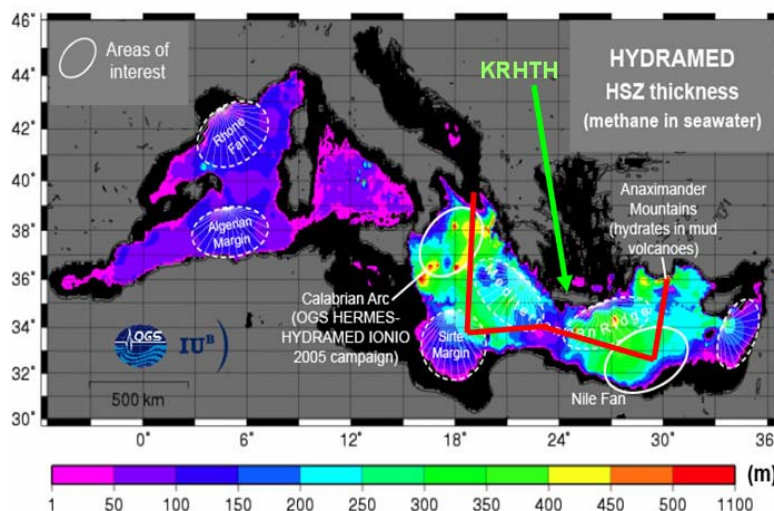 46°
44°
42°
40°
38°
36°
34°
32°
30°
Areas of
interest
KRHTH
HYDRAMED
HSZ thickness
(methane in seawater)
Rhone
Fan
Algerian
Margin
Anaximander
Mountains
(hydrates in mud
volcanoes)
Calabrian Arc
(OGS HERMES-
HYDRAMED IONIO
2005 campaign)
Sirte
Margin
Ridge
Nile Fan
OGS
IUᴮ)
500 km
0° 6° 12° 18° 24° 30° 36°
(m)
1 50 100 150 200 250 300 350 400 450 500 1100